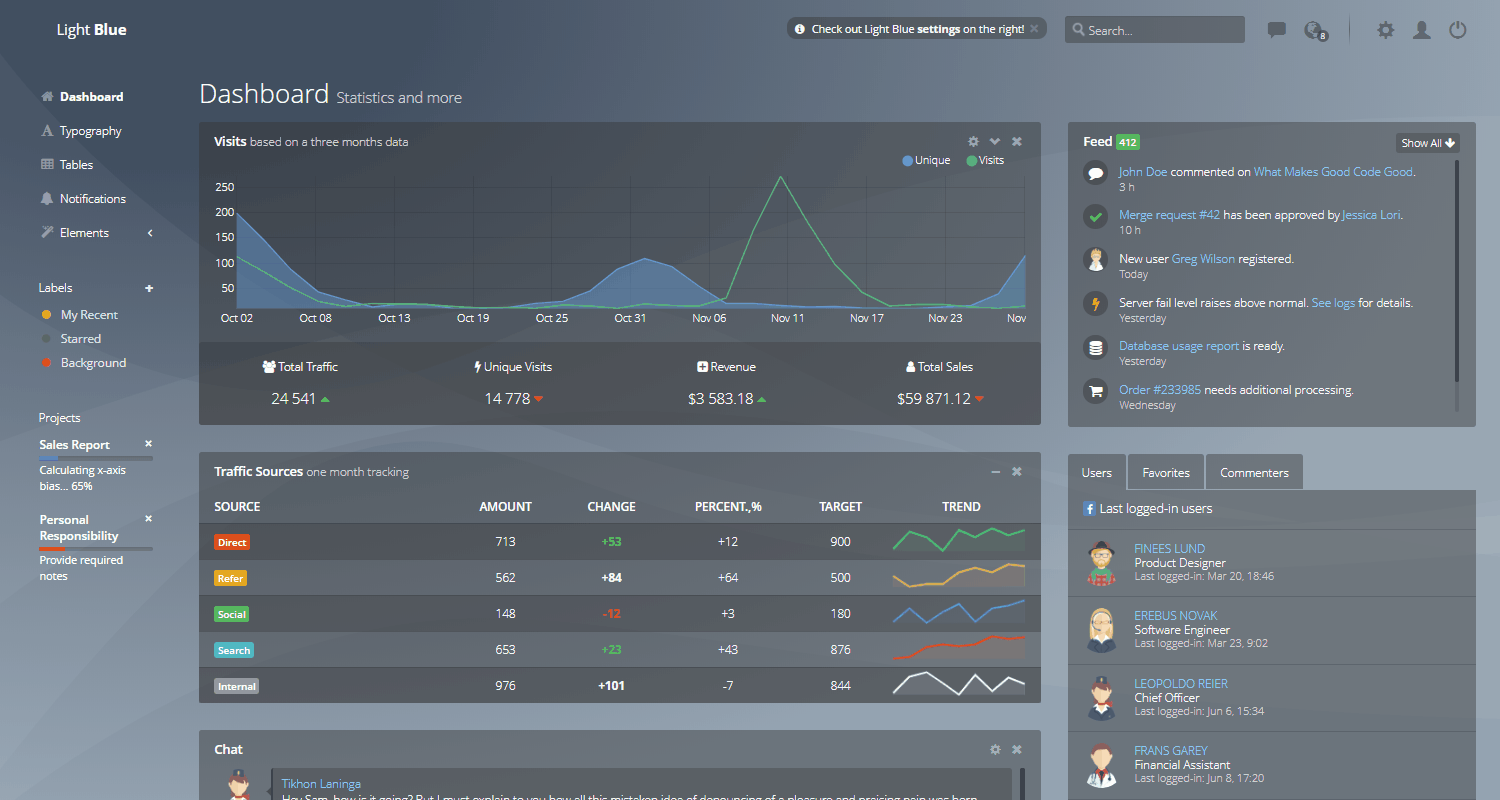 Light Blue
Check out Light Blue settings on the right!
Search...
8
Dashboard
Typography
Tables
Notifications
Elements
Labels
My Recent
Starred
Background
Projects
Sales Report
Calculating x-axis
bias... 65%
Personal
Responsibility
Provide required
notes
Dashboard Statistics and more
Visits based on a three months data
Unique Visits
250
200
150
100
50
Oct 02 Oct 08 Oct 13 Oct 19 Oct 25 Oct 31 Nov 06 Nov 11 Nov 17 Nov 23 Nov
Total Traffic Unique Visits Revenue Total Sales
24 541 14 778 $3 583.18 $59 871.12
Traffic Sources one month tracking
SOURCE AMOUNT CHANGE PERCENT.,% TARGET TREND
Direct 713 +53 +12 900
Refer 562 +84 +64 500
Social 148 -12 +3 180
Search 653 +23 +43 876
Internal 976 +101 -7 844
Chat
Tikhon Laninga
Hey Sam, how is it going? But I must explain to you how all this mistaken idea of denouncing of a pleasure and praising pain was born
Feed 412
Show All
John Doe commented on What Makes Good Code Good.
3 h
Merge request #42 has been approved by Jessica Lori.
10 h
New user Greg Wilson registered.
Today
Server fail level raises above normal. See logs for details.
Yesterday
Database usage report is ready.
Yesterday
Order #233985 needs additional processing.
Wednesday
Users Favorites Commenters
Last logged-in users
FINEES LUND
Product Designer
Last logged-in: Mar 20, 18:46
EREBUS NOVAK
Software Engineer
Last logged-in: Mar 23, 9:02
LEOPOLDO REIER
Chief Officer
Last logged-in: Jun 6, 15:34
FRANS GAREY
Financial Assistant
Last logged-in: Jun 8, 17:20